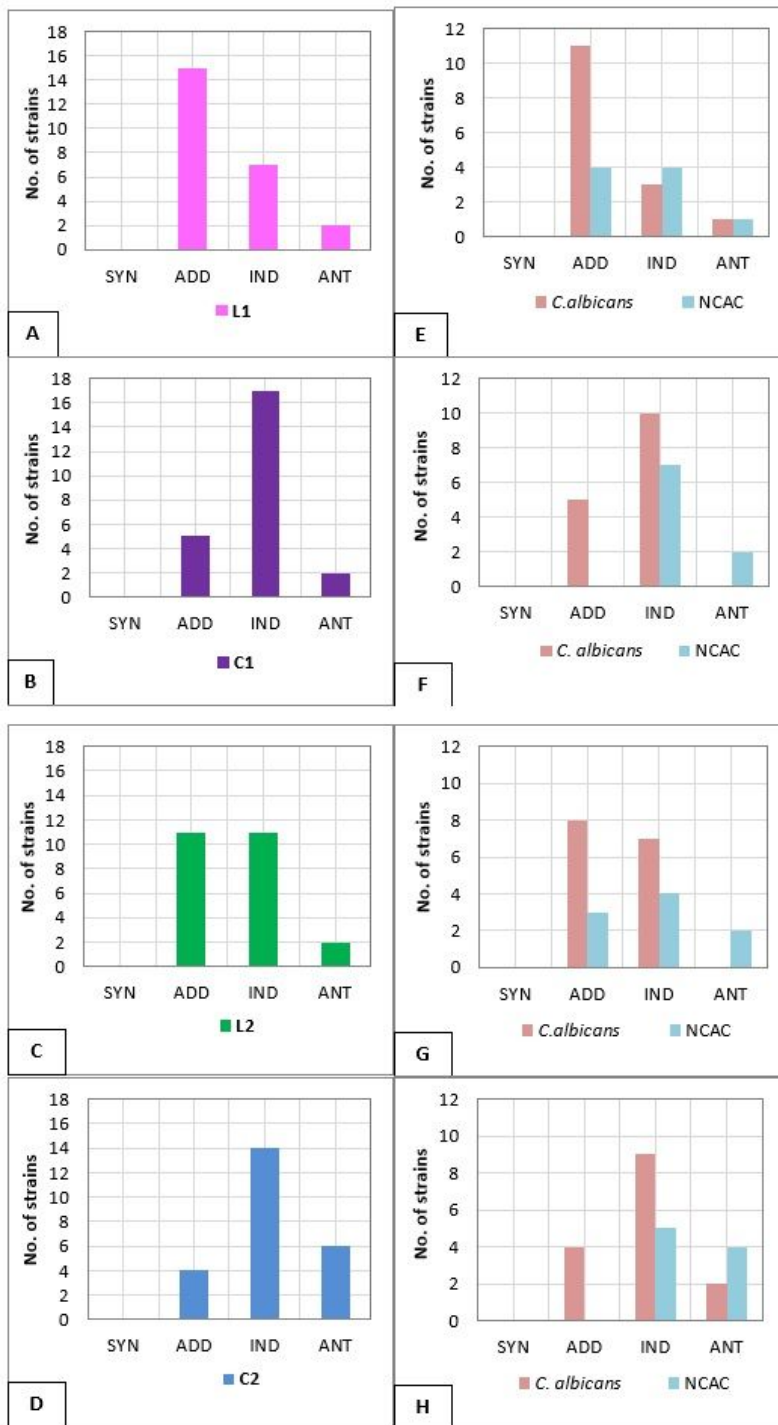 No. of strains
18
16
14
12
10
8
6
4
2
0
SYN ADD IND ANT
L1
A
No. of strains
12
10
8
6
4
2
0
SYN ADD IND ANT
C.albicans NCAC
E
No. of strains
18
16
14
12
10
8
6
4
2
0
SYN ADD IND ANT
C1
B
No. of strains
12
10
8
6
4
2
0
SYN ADD IND ANT
C. albicans NCAC
F
No. of strains
18
16
14
12
10
8
6
4
2
0
SYN ADD IND ANT
L2
C
No. of strains
12
10
8
6
4
2
0
SYN ADD IND ANT
C.albicans NCAC
G
No. of strains
18
16
14
12
10
8
6
4
2
0
SYN ADD IND ANT
C2
D
No. of strains
12
10
8
6
4
2
0
SYN ADD IND ANT
C. albicans NCAC
H